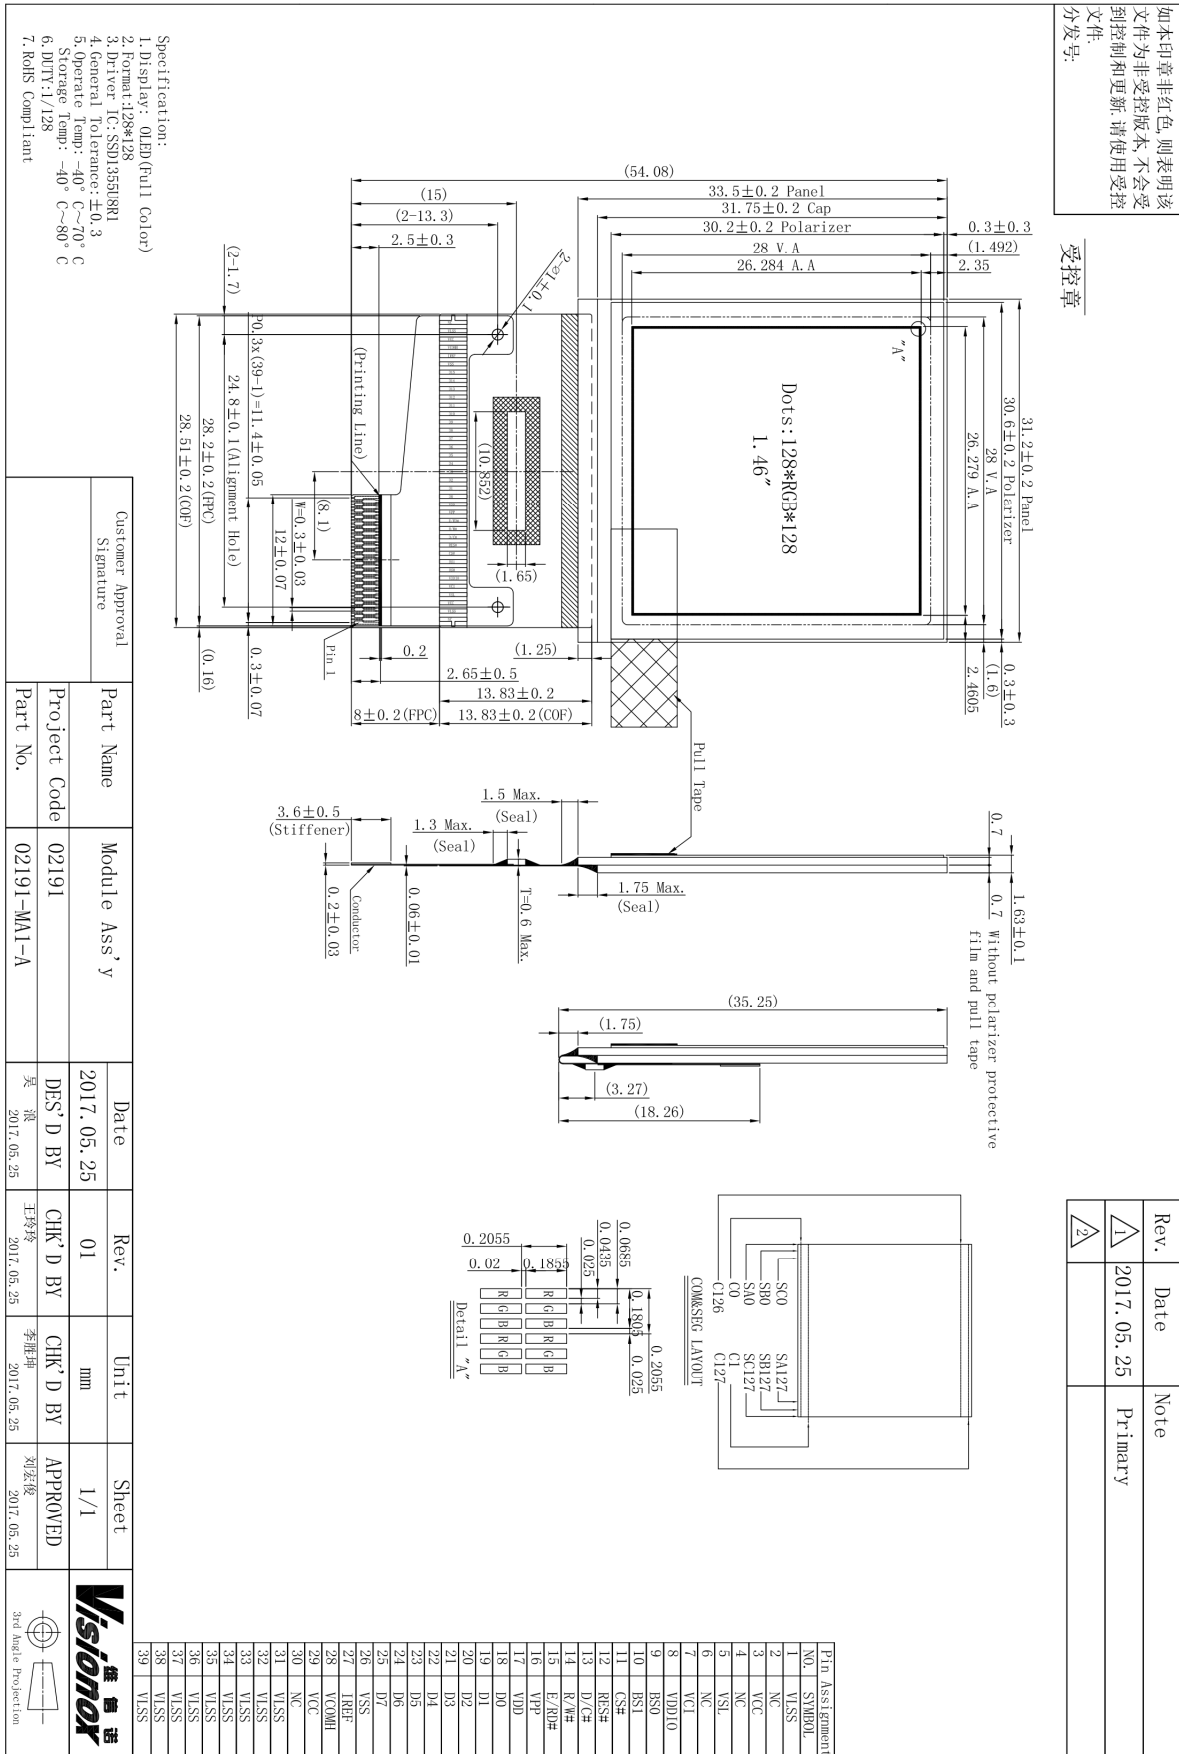 如本印章非红色,则表明该
文件为非受控版本,不会受
到控制和更新.请使用受控
文件.
分发号:
受控章
Rev. Date Note
1 2017.05.25 Primary
2
(54.08)
33.5±0.2 Panel
31.75±0.2 Cap
30.2±0.2 Polarizer
28 V.A
26.284 A.A
0.3±0.3
(1.492)
2.35
(15)
(2-13.3)
2.5±0.3
2-⌀1±0.1
31.2±0.2 Panel
30.6±0.2 Polarizer
28 V.A
26.279 A.A
0.3±0.3
(1.6)
2.4605
"A"
Dots:128*RGB*128
1.46"
(10.852)
(1.65)
(Printing Line)
(2-1.7)
P0.3x(39-1)=11.4±0.05
24.8±0.1(Alignment Hole)
28.2±0.2(FPC)
28.51±0.2(COF)
(8.1)
W=0.3±0.03
12±0.07
Pin 1
0.3±0.07
(0.16)
0.2
(1.25)
2.65±0.5
13.83±0.2
8±0.2(FPC)
13.83±0.2(COF)
Pull Tape
1.5 Max.
(Seal)
1.3 Max.
(Seal)
3.6±0.5
(Stiffener)
1.75 Max.
(Seal)
T=0.6 Max.
0.06±0.01
Conductor
0.2±0.03
0.7
0.7
1.63±0.1
Without pclarizer protective
film and pull tape
(35.25)
(1.75)
(3.27)
(18.26)
SC0 SA127
SB0 SB127
SA0 SC127
C0 C1
C126 C127
COM&SEG LAYOUT
0.0685
0.0435
0.025
0.2055
0.1855
0.02
0.1805
0.2055
0.025
R G B R G B
R G B R G B
Detail "A"
Specification:
1.Display: OLED(Full Color)
2.Format:128*128
3.Driver IC:SSD1355U8R1
4.General Tolerance:±0.3
5.Operate Temp: -40° C~70° C
Storage Temp: -40° C~80° C
6.DUTY:1/128
7.RoHS Compliant
Pin Assignment
NO. SYMBOL
1 VLSS
2 NC
3 VCC
4 NC
5 VSL
6 NC
7 VCI
8 VDDIO
9 BS0
10 BS1
11 CS#
12 RES#
13 D/C#
14 R/W#
15 E/RD#
16 VPP
17 VDD
18 D0
19 D1
20 D2
21 D3
22 D4
23 D5
24 D6
25 D7
26 VSS
27 IREF
28 VCOMH
29 VCC
30 NC
31 VLSS
32 VLSS
33 VLSS
34 VLSS
35 VLSS
36 VLSS
37 VLSS
38 VLSS
39 VLSS
Customer Approval
Signature
Part Name Module Ass'y
Project Code 02191
Part No. 02191-MA1-A
Date Rev. Unit Sheet
2017.05.25 01 mm 1/1
DES'D BY CHK'D BY CHK'D BY APPROVED
吴 浪 2017.05.25 王玲玲 2017.05.25 李胜坤 2017.05.25 刘宏俊 2017.05.25
维信诺
Visionox
3rd Angle Projection